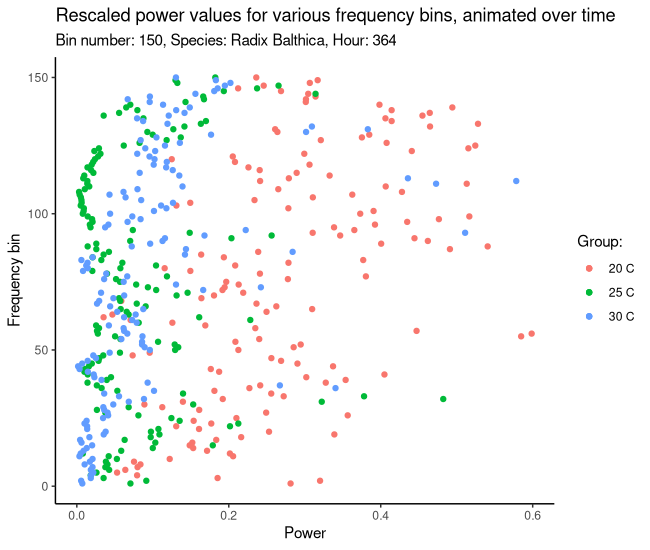 Rescaled power values for various frequency bins, animated over time
Bin number: 150, Species: Radix Balthica, Hour: 364
150
100
50
0
Frequency bin
0.0
0.2
0.4
0.6
Power
Group:
20 C
25 C
30 C